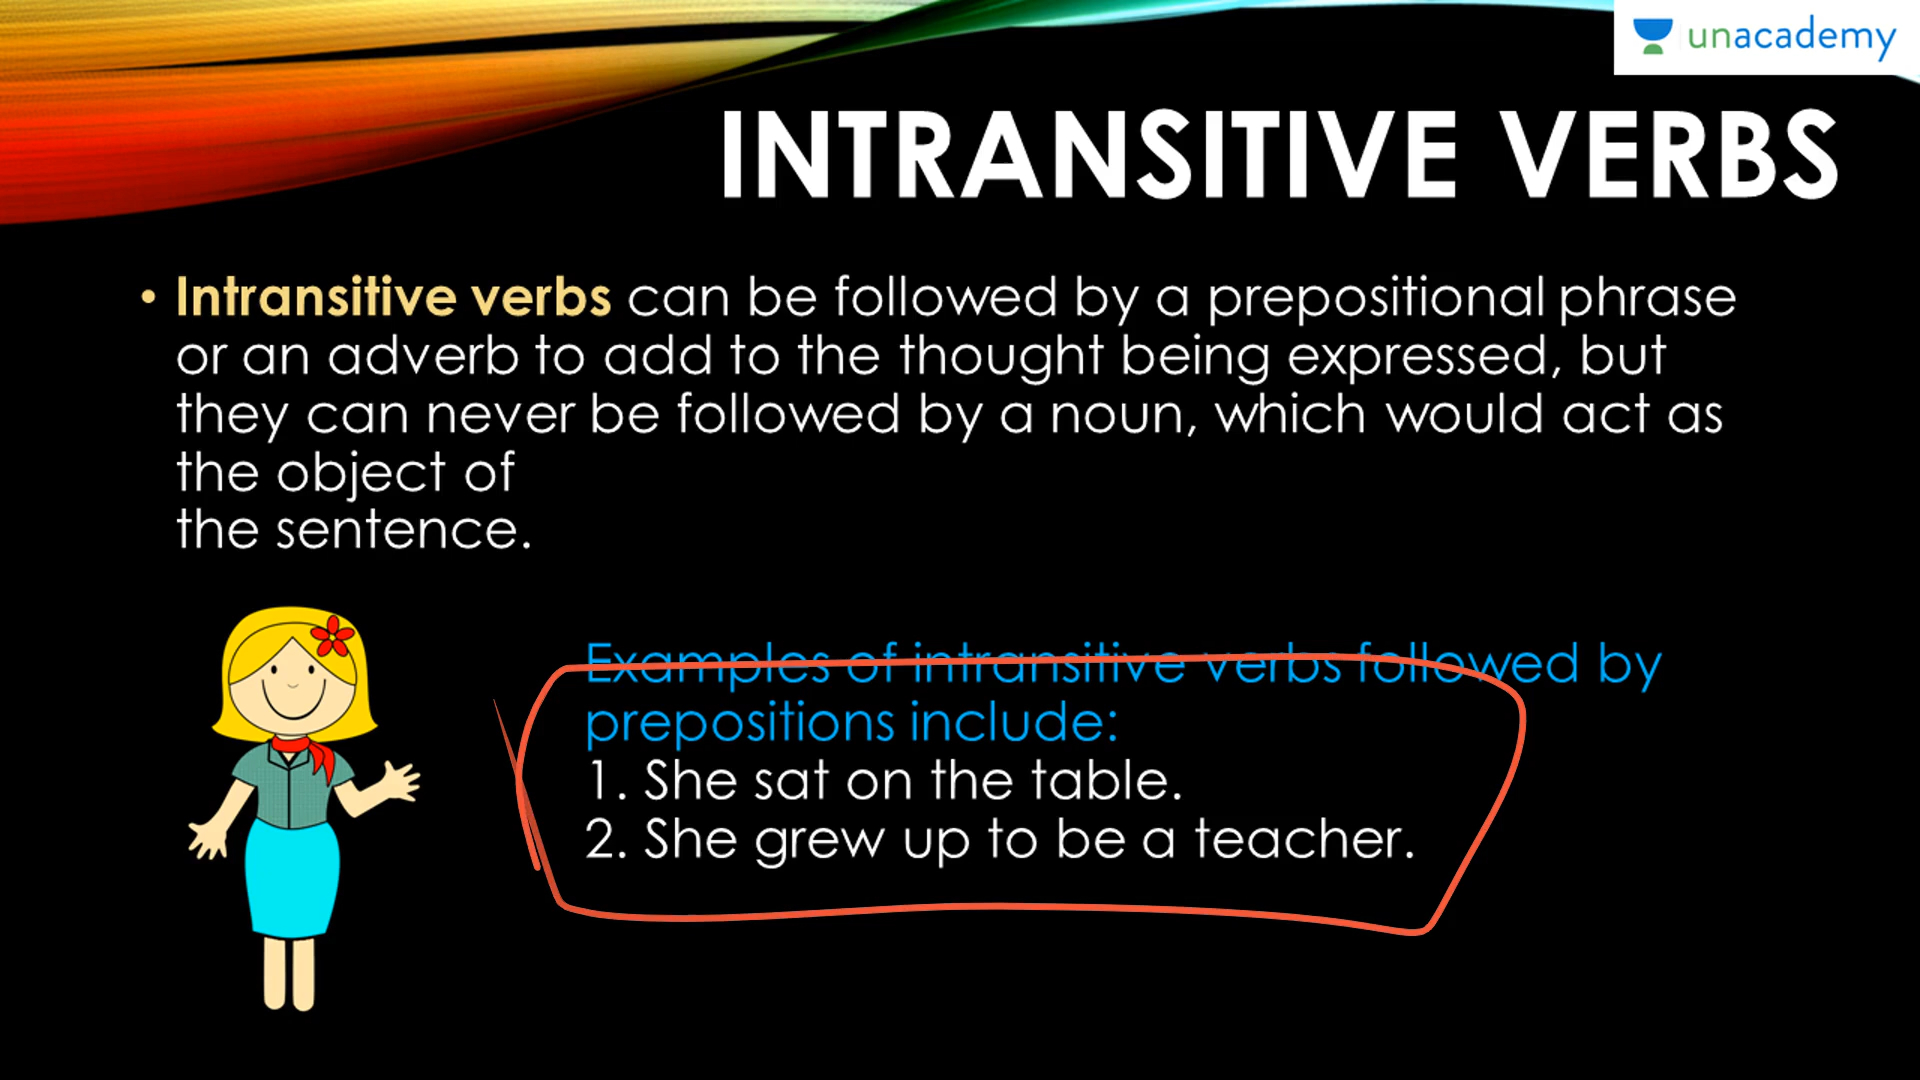 unacademy
INTRANSITIVE VERBS
• Intransitive verbs can be followed by a prepositional phrase
or an adverb to add to the thought being expressed, but
they can never be followed by a noun, which would act as
the object of
the sentence.
Examples of intransitive verbs followed by
prepositions include:
1. She sat on the table.
2. She grew up to be a teacher.